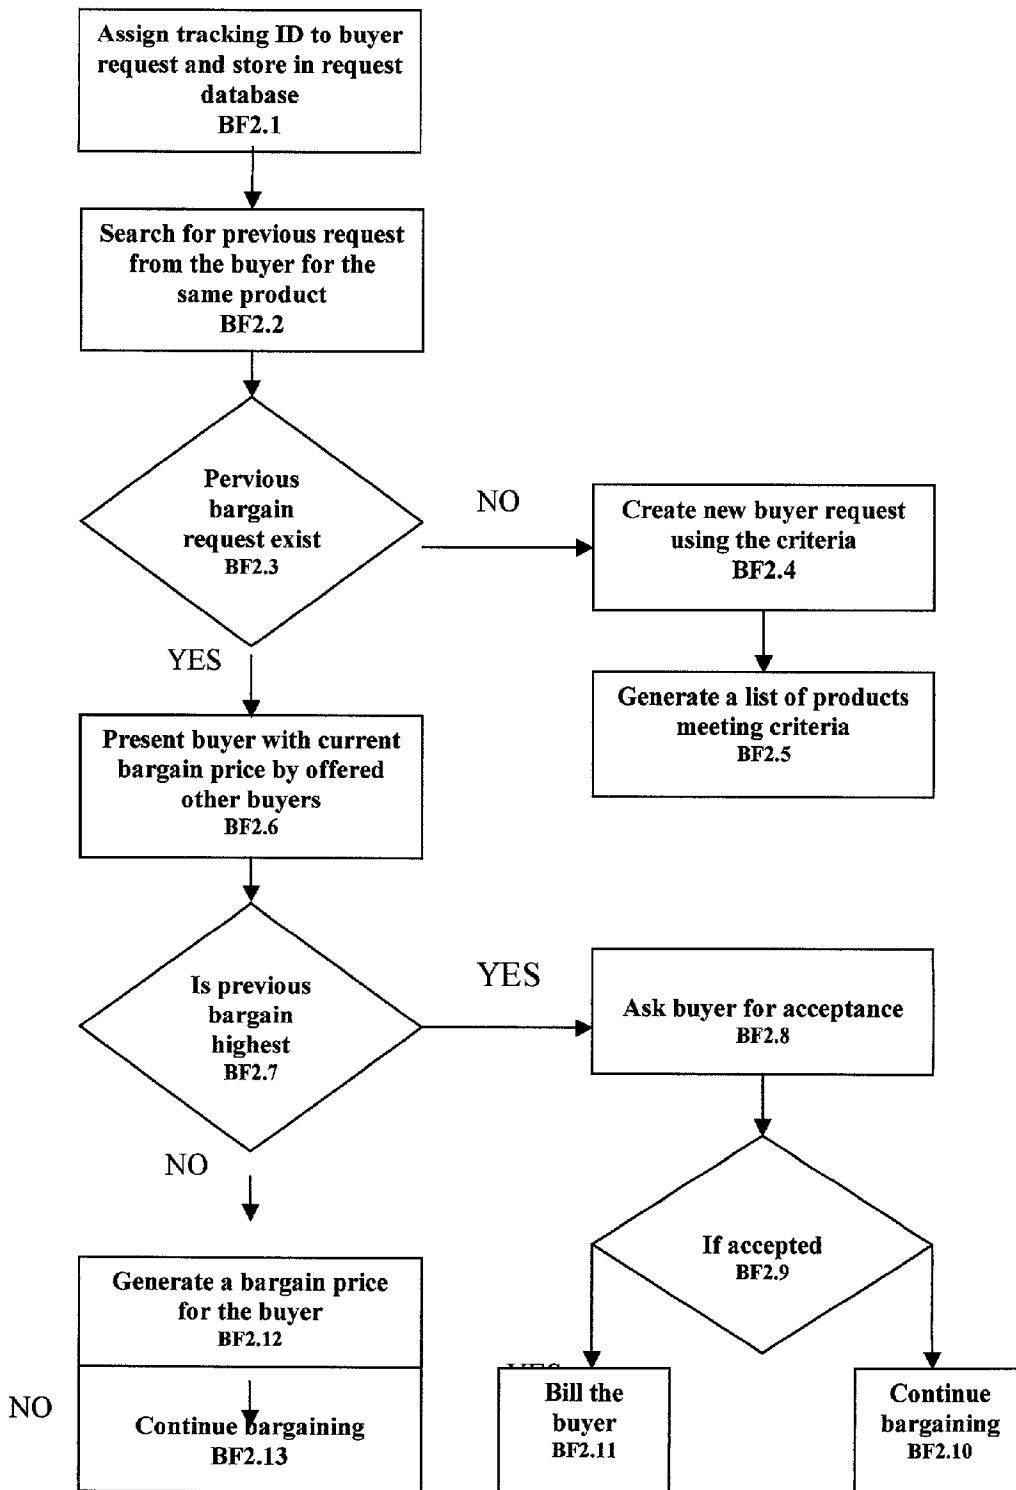 Assign tracking ID to buyer
request and store in request
database
BF2.1
Search for previous request
from the buyer for the
same product
BF2.2
Pervious
bargain
request exist
BF2.3
NO
Create new buyer request
using the criteria
BF2.4
YES
Generate a list of products
meeting criteria
BF2.5
Present buyer with current
bargain price by offered
other buyers
BF2.6
Is previous
bargain
highest
BF2.7
YES
Ask buyer for acceptance
BF2.8
NO
If accepted
BF2.9
Generate a bargain price
for the buyer
BF2.12
NO
Continue bargaining
BF2.13
YES
Bill the
buyer
BF2.11
Continue
bargaining
BF2.10